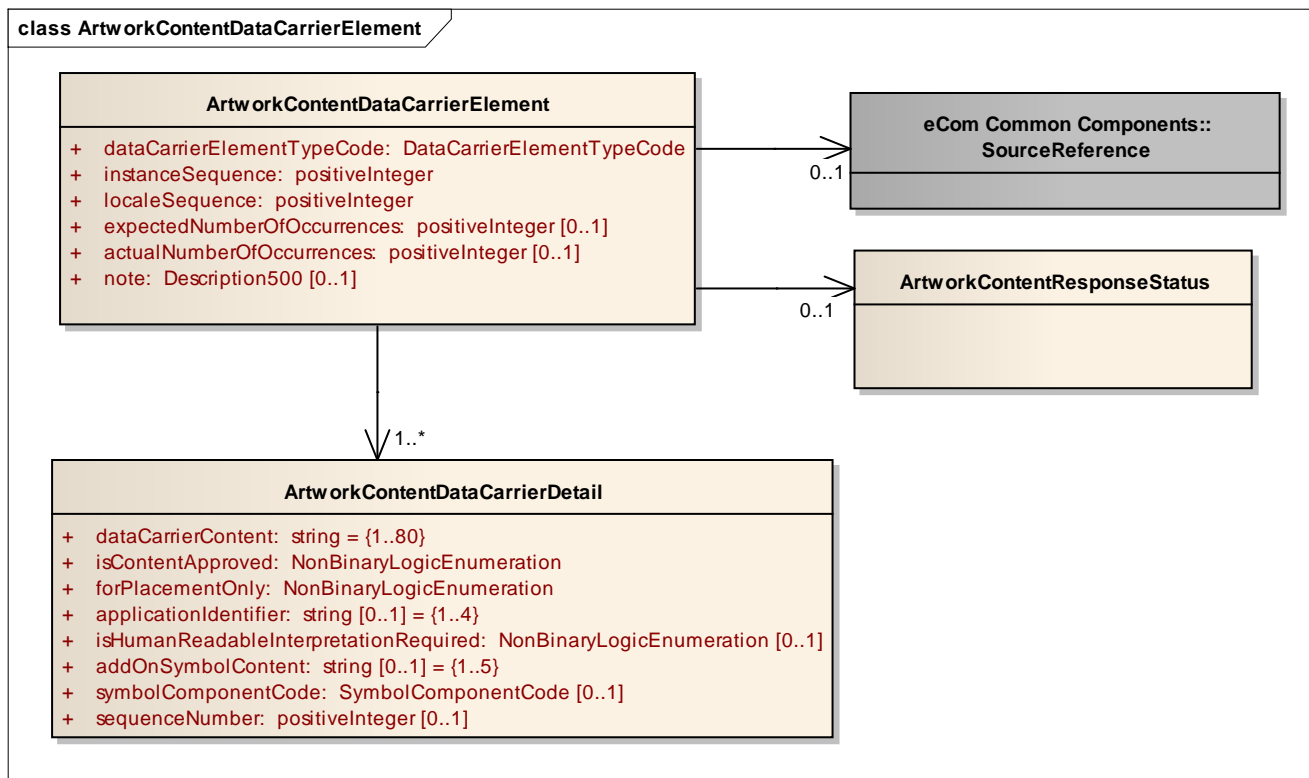 class ArtworkContentDataCarrierElement
ArtworkContentDataCarrierElement
+ dataCarrierElementTypeCode: DataCarrierElementTypeCode
+ instanceSequence: positiveInteger
+ localeSequence: positiveInteger
+ expectedNumberOfOccurrences: positiveInteger [0..1]
+ actualNumberOfOccurrences: positiveInteger [0..1]
+ note: Description500 [0..1]
eCom Common Components::
SourceReference
0..1
ArtworkContentResponseStatus
0..1
1..*
ArtworkContentDataCarrierDetail
+ dataCarrierContent: string = {1..80}
+ isContentApproved: NonBinaryLogicEnumeration
+ forPlacementOnly: NonBinaryLogicEnumeration
+ applicationIdentifier: string [0..1] = {1..4}
+ isHumanReadableInterpretationRequired: NonBinaryLogicEnumeration [0..1]
+ addOnSymbolContent: string [0..1] = {1..5}
+ symbolComponentCode: SymbolComponentCode [0..1]
+ sequenceNumber: positiveInteger [0..1]